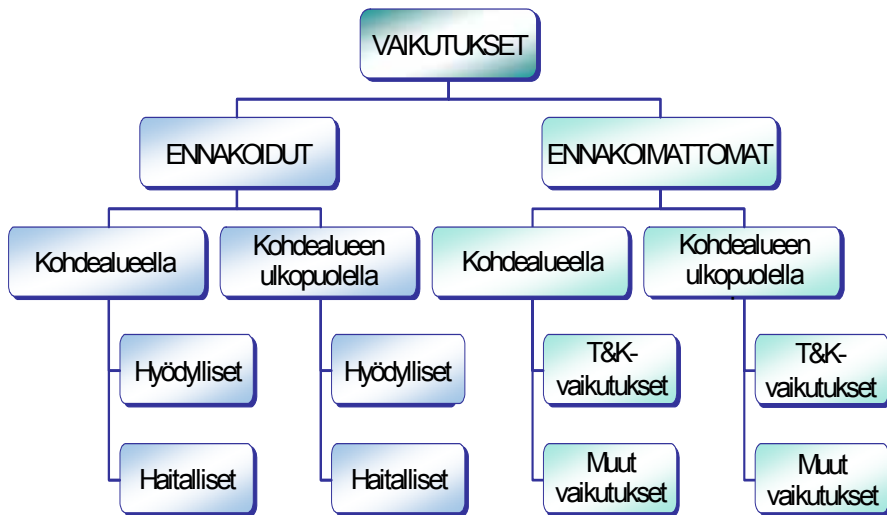 VAIKUTUKSET
ENNAKOIDUT
ENNAKOIMATTOMAT
Kohdealueella
Kohdealueen
ulkopuolella
Kohdealueella
Kohdealueen
ulkopuolella
Hyödylliset
Hyödylliset
T&K-
vaikutukset
T&K-
vaikutukset
Haitalliset
Haitalliset
Muut
vaikutukset
Muut
vaikutukset